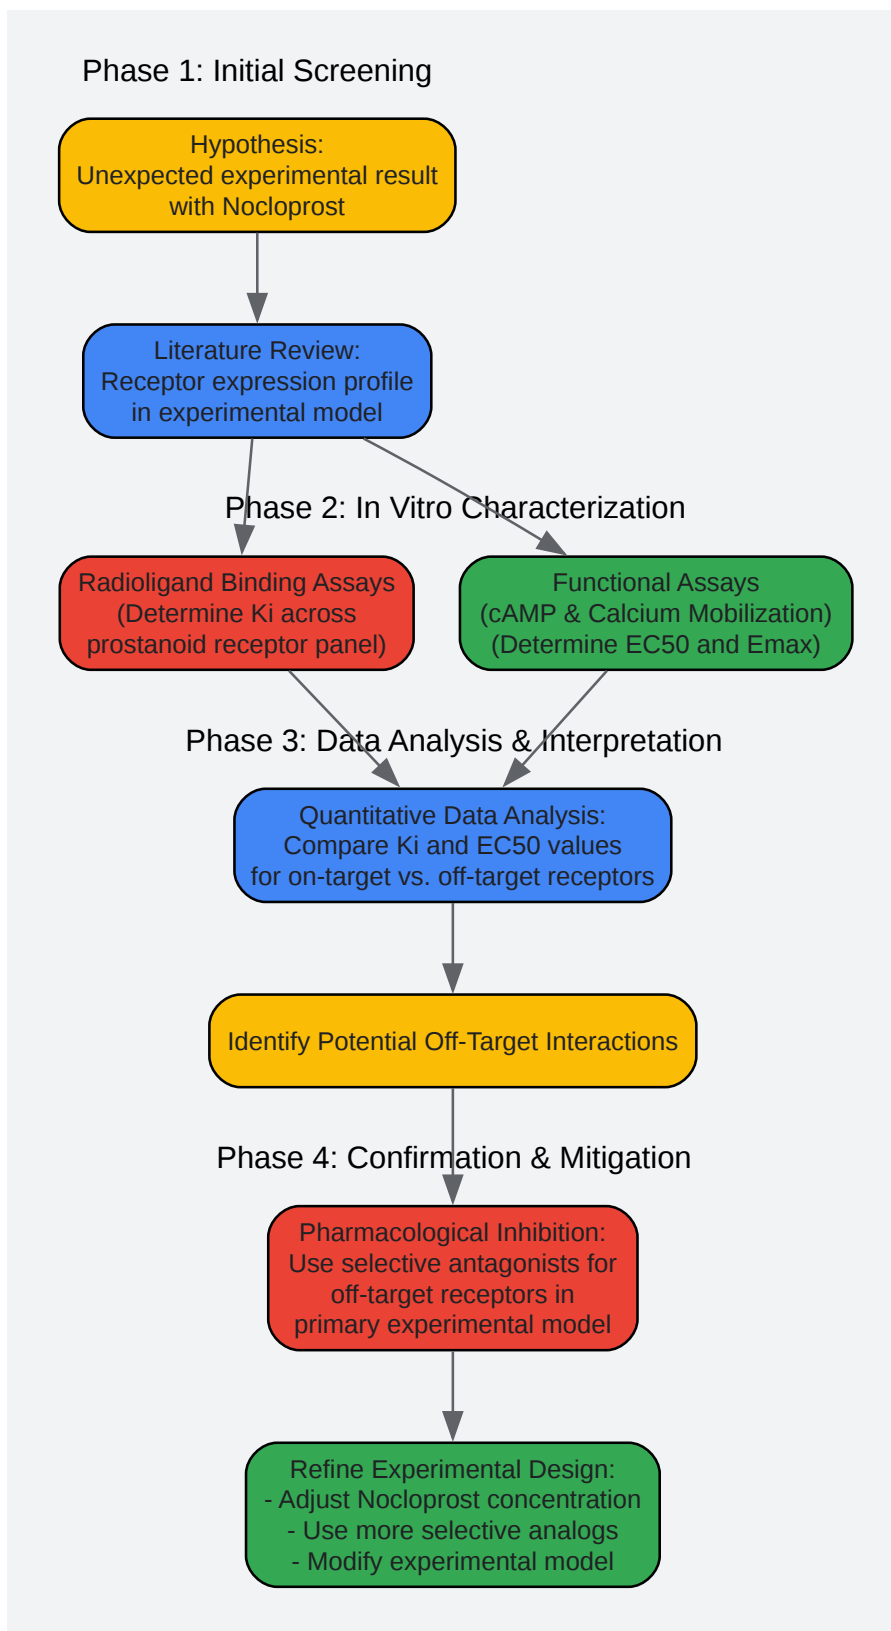 Phase 1: Initial Screening
Hypothesis:
Unexpected experimental result
with Nocloprost
Literature Review:
Receptor expression profile
in experimental model
Phase 2: In Vitro Characterization
Radioligand Binding Assays
(Determine Ki across
prostanoid receptor panel)
Functional Assays
(cAMP & Calcium Mobilization)
(Determine EC50 and Emax)
Phase 3: Data Analysis & Interpretation
Quantitative Data Analysis:
Compare Ki and EC50 values
for on-target vs. off-target receptors
Identify Potential Off-Target Interactions
Phase 4: Confirmation & Mitigation
Pharmacological Inhibition:
Use selective antagonists for
off-target receptors in
primary experimental model
Refine Experimental Design:
- Adjust Nocloprost concentration
- Use more selective analogs
- Modify experimental model